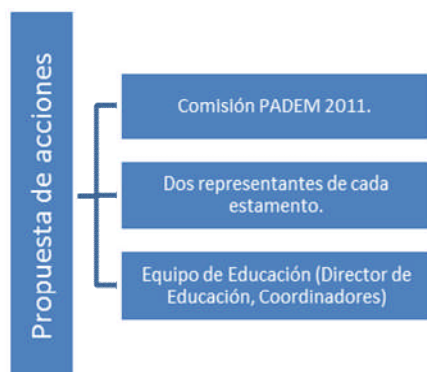 Propuesta de acciones
Comisión PADEM 2011.
Dos representantes de cada
estamento.
Equipo de Educación (Director de
Educación, Coordinadores)